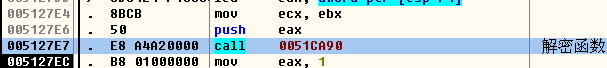 005127E4 . 8BCB mov ecx, ebx
005127E6 . 50 push eax
005127E7 . E8 A4A20000 call 0051CA90 解密函数
005127EC . B8 01000000 mov eax, 1